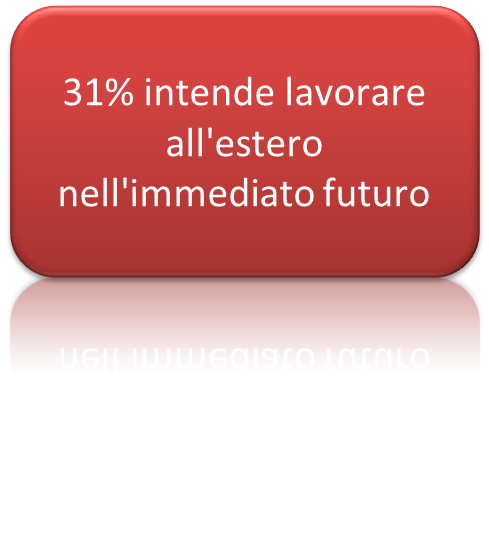 31% intende lavorare
all'estero
nell'immediato futuro